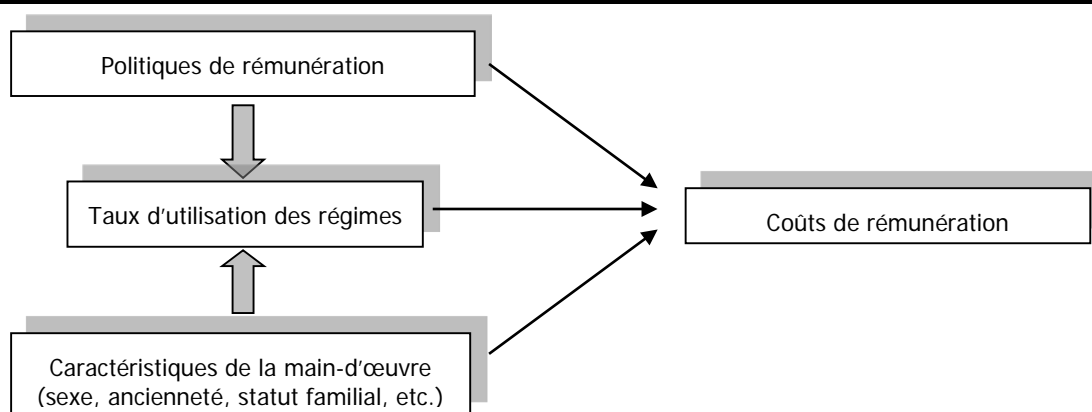 Politiques de rémunération
Taux d'utilisation des régimes
Coûts de rémunération
Caractéristiques de la main-d'œuvre
(sexe, ancienneté, statut familial, etc.)